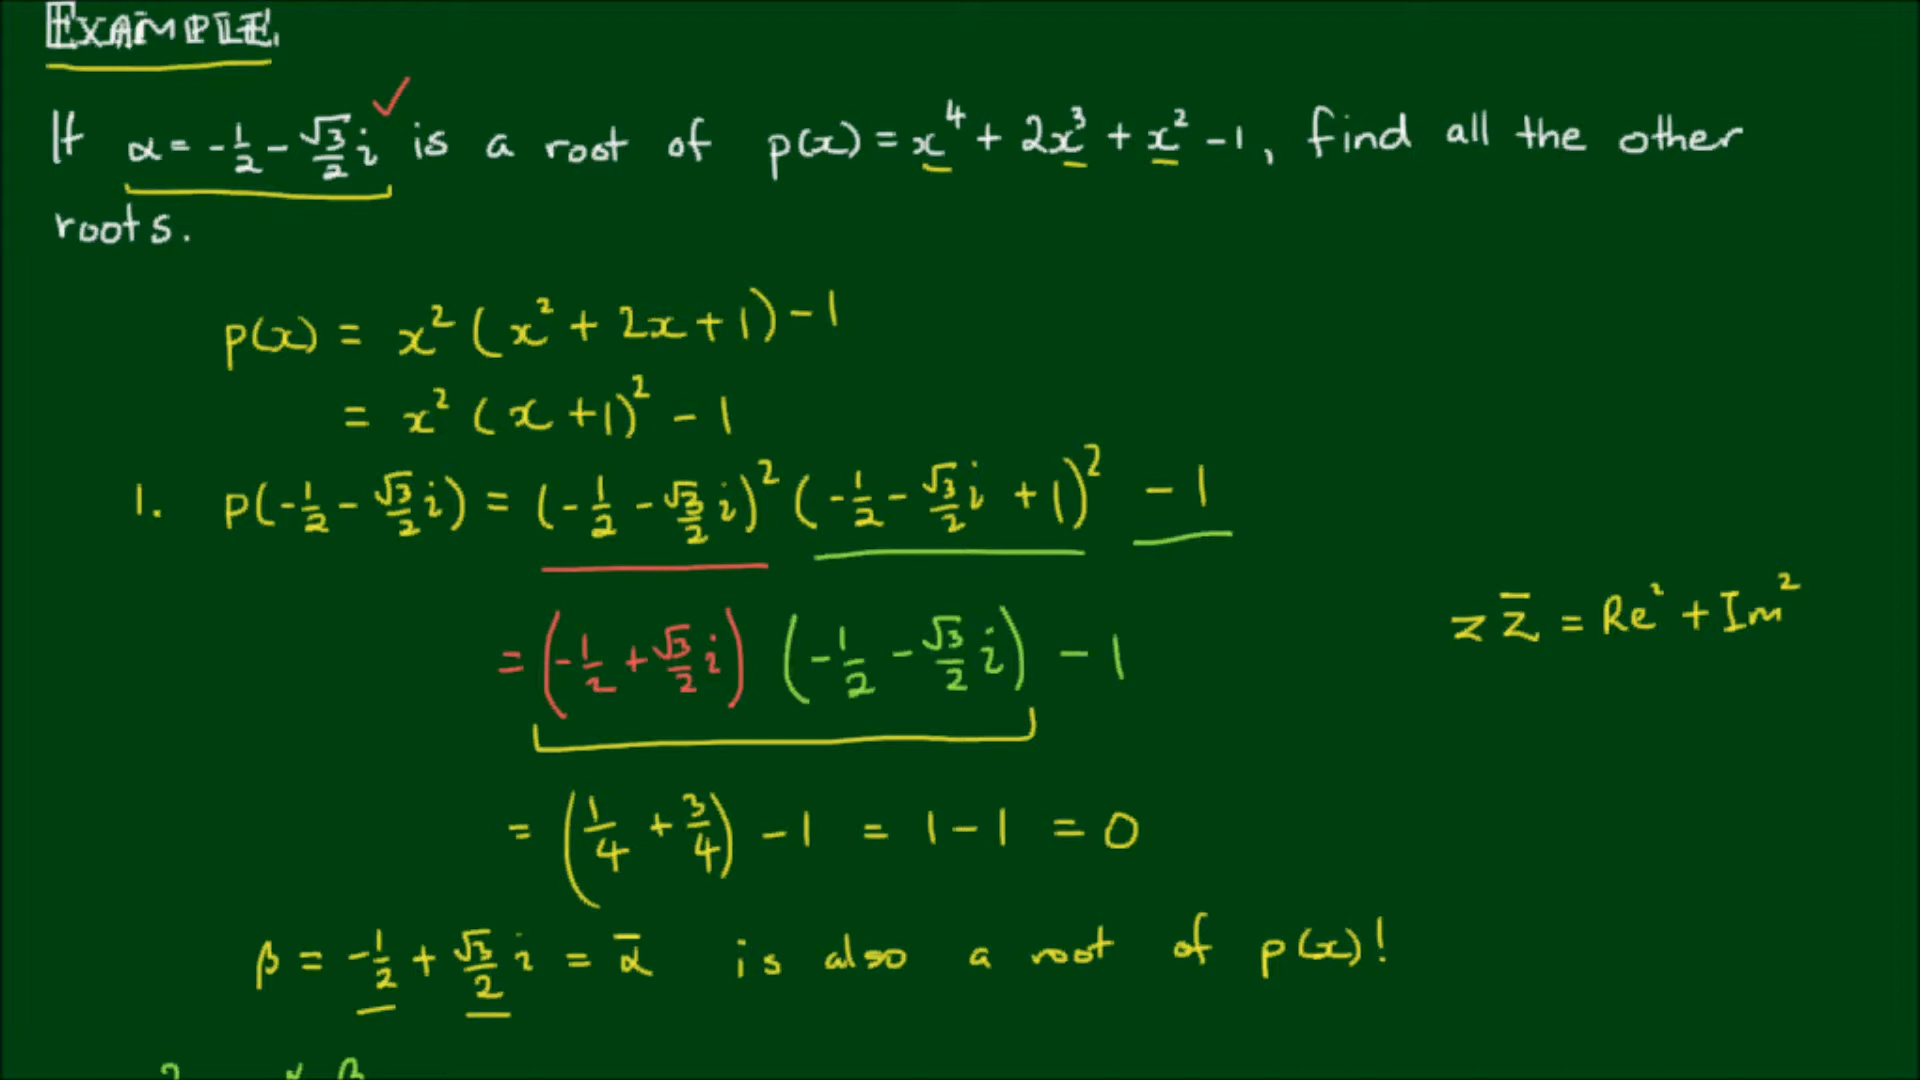 EXAMPLE.
If α = -1/2 - √3/2 i ✓ is a root of p(x) = x⁴ + 2x³ + x² - 1, find all the other
roots.
p(x) = x² (x² + 2x + 1) - 1
= x² (x + 1)² - 1
1. p(-1/2 - √3/2 i) = (-1/2 - √3/2 i)² (-1/2 - √3/2 i + 1)² - 1
= (-1/2 + √3/2 i) (-1/2 - √3/2 i) - 1
z z̄ = Re² + Im²
= (1/4 + 3/4) - 1 = 1 - 1 = 0
β = -1/2 + √3/2 i = ᾱ is also a root of p(x)!